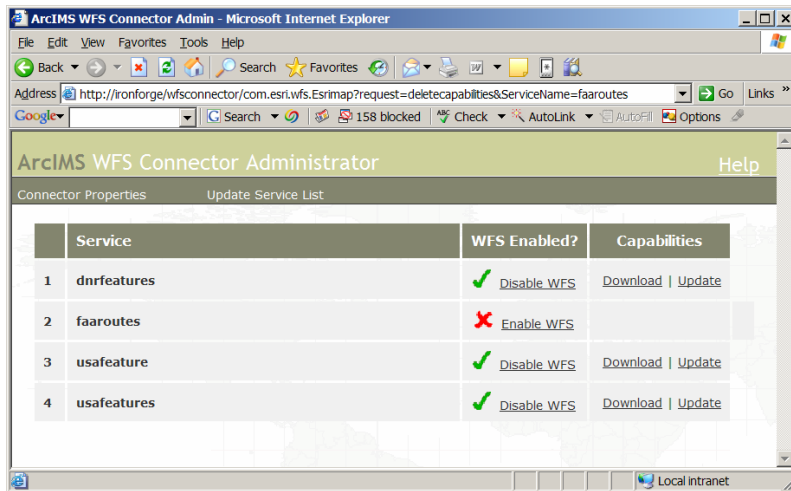 ArcIMS WFS Connector Admin - Microsoft Internet Explorer
File Edit View Favorites Tools Help
Back Search Favorites
Address http://ironforge/wfsconnector/com.esri.wfs.Esrimap?request=deletecapabilities&ServiceName=faaroutes Go Links »
Google Search 158 blocked Check AutoLink AutoFill Options
ArcIMS WFS Connector Administrator Help
Connector Properties Update Service List
Service WFS Enabled? Capabilities
1 dnrfeatures Disable WFS Download | Update
2 faaroutes Enable WFS
3 usafeature Disable WFS Download | Update
4 usafeatures Disable WFS Download | Update
Local intranet